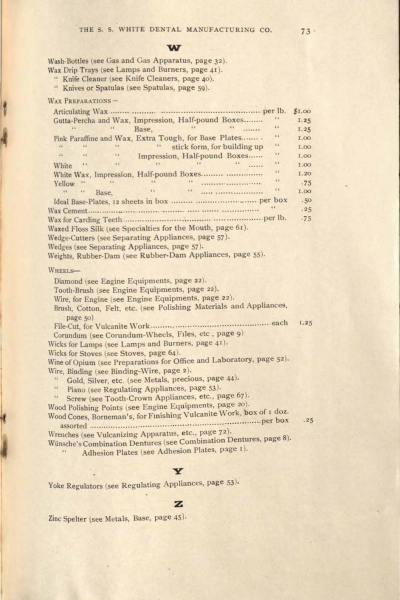 THE S. S. WHITE DENTAL MANUFACTURING CO. 73
W
Wash-Bottles (see Gas and Gas Apparatus, page 32).
Wax Drip Trays (see Lamps and Burners, page 41).
" Knife Cleaner (see Knife Cleaners, page 40).
" Knives or Spatulas (see Spatulas, page 59).
WAX PREPARATIONS—
Articulating Wax ........ per lb. $1.00
Gutta-Percha and Wax, Impression, Half-pound Boxes........ " 1.25
" " Base, " " ...... " 1.25
Pink Paraffine and Wax, Extra Tough, for Base Plates...... " 1.00
" " " " stick form, for building up " 1.00
" " " Impression, Half-pound Boxes...... " 1.00
White " " " " " ...... " 1.00
White Wax, Impression, Half-pound Boxes........ " 1.20
Yellow " " " ........ " .75
" " Base, " " ........ " 1.00
Ideal Base-Plates, 12 sheets in box ........ per box .50
Wax Cement........ " .25
Wax for Carding Teeth ........ per lb. .75
Waxed Floss Silk (see Specialties for the Mouth, page 61).
Wedge-Cutters (see Separating Appliances, page 57).
Wedges (see Separating Appliances, page 57).
Weights, Rubber-Dam (see Rubber-Dam Appliances, page 55).
WHEELS—
Diamond (see Engine Equipments, page 22).
Tooth-Brush (see Engine Equipments, page 22).
Wire, for Engine (see Engine Equipments, page 22).
Brush, Cotton, Felt, etc. (see Polishing Materials and Appliances,
page 50)
File-Cut, for Vulcanite Work........ each 1.25
Corundum (see Corundum-Wheels, Files, etc., page 9)
Wicks for Lamps (see Lamps and Burners, page 41).
Wicks for Stoves (see Stoves, page 64).
Wine of Opium (see Preparations for Office and Laboratory, page 52).
Wire, Binding (see Binding-Wire, page 2).
" Gold, Silver, etc. (see Metals, precious, page 44).
" Piano (see Regulating Appliances, page 53).
" Screw (see Tooth-Crown Appliances, etc., page 67).
Wood Polishing Points (see Engine Equipments, page 20).
Wood Cones, Borneman's, for Finishing Vulcanite Work, box of 1 doz.
assorted ........ per box .25
Wrenches (see Vulcanizing Apparatus, etc., page 72).
Wünsche's Combination Dentures (see Combination Dentures, page 8).
" Adhesion Plates (see Adhesion Plates, page 1).
Y
Yoke Regulators (see Regulating Appliances, page 53).
Z
Zinc Spelter (see Metals, Base, page 45).